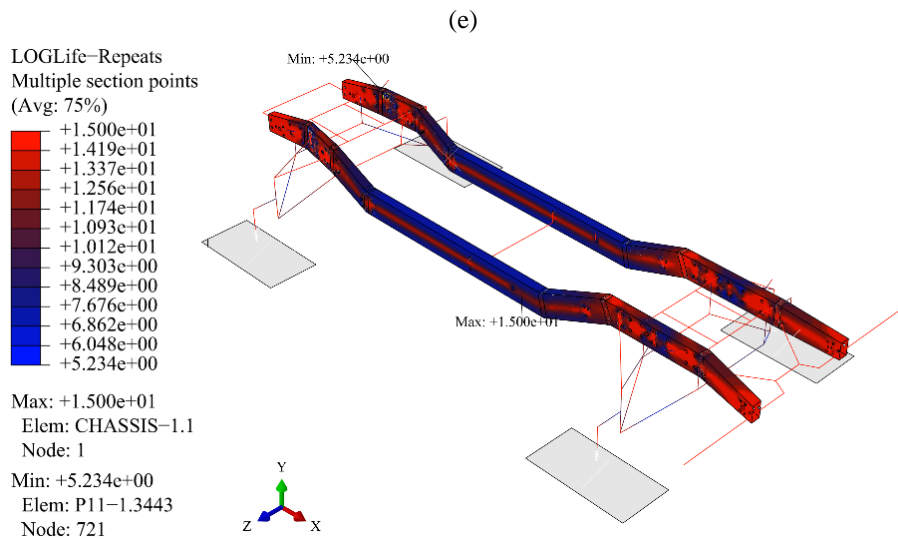 (e)
LOGLife−Repeats
Multiple section points
(Avg: 75%)
+1.500e+01
+1.419e+01
+1.337e+01
+1.256e+01
+1.174e+01
+1.093e+01
+1.012e+01
+9.303e+00
+8.489e+00
+7.676e+00
+6.862e+00
+6.048e+00
+5.234e+00
Max: +1.500e+01
Elem: CHASSIS−1.1
Node: 1
Min: +5.234e+00
Elem: P11−1.3443
Node: 721
Min: +5.234e+00
Max: +1.500e+01
Y
Z
X